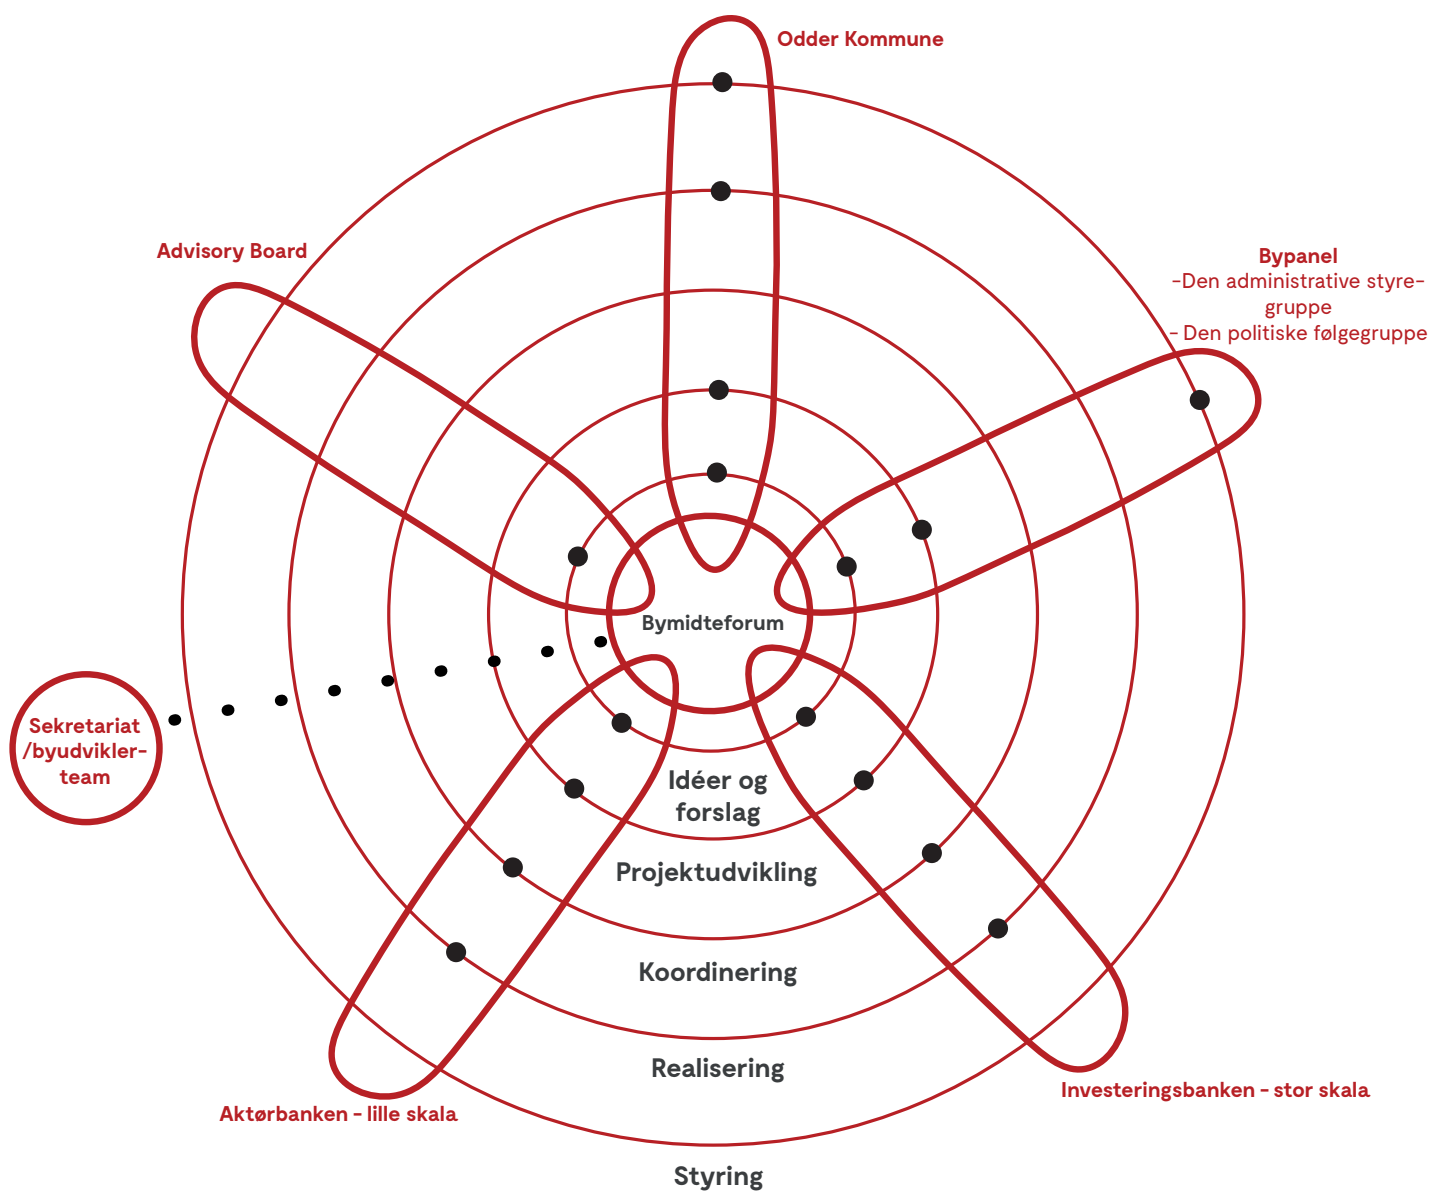 Odder Kommune
Advisory Board
Bypanel
-Den administrative styre-
gruppe
- Den politiske følgegruppe
Bymidteforum
Sekretariat
/byudvikler-
team
Idéer og
forslag
Projektudvikling
Koordinering
Realisering
Investeringsbanken - stor skala
Aktørbanken - lille skala
Styring